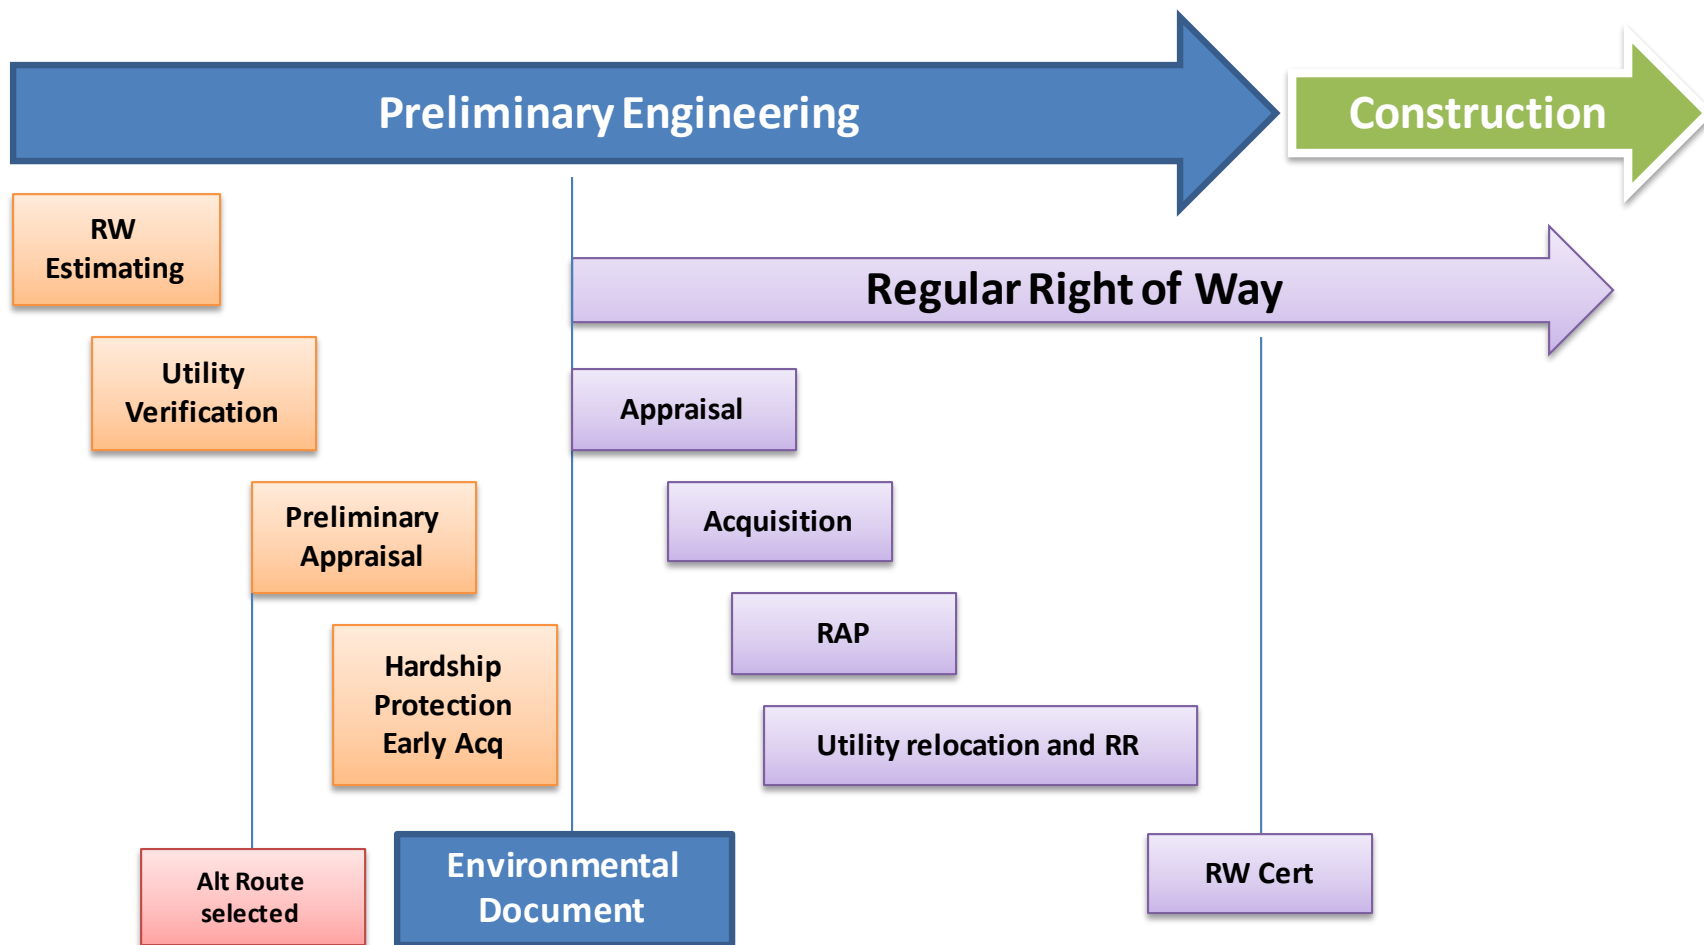 Preliminary Engineering
Construction
RW
Estimating
Regular Right of Way
Utility
Verification
Appraisal
Preliminary
Appraisal
Acquisition
RAP
Hardship
Protection
Early Acq
Utility relocation and RR
Alt Route
selected
Environmental
Document
RW Cert